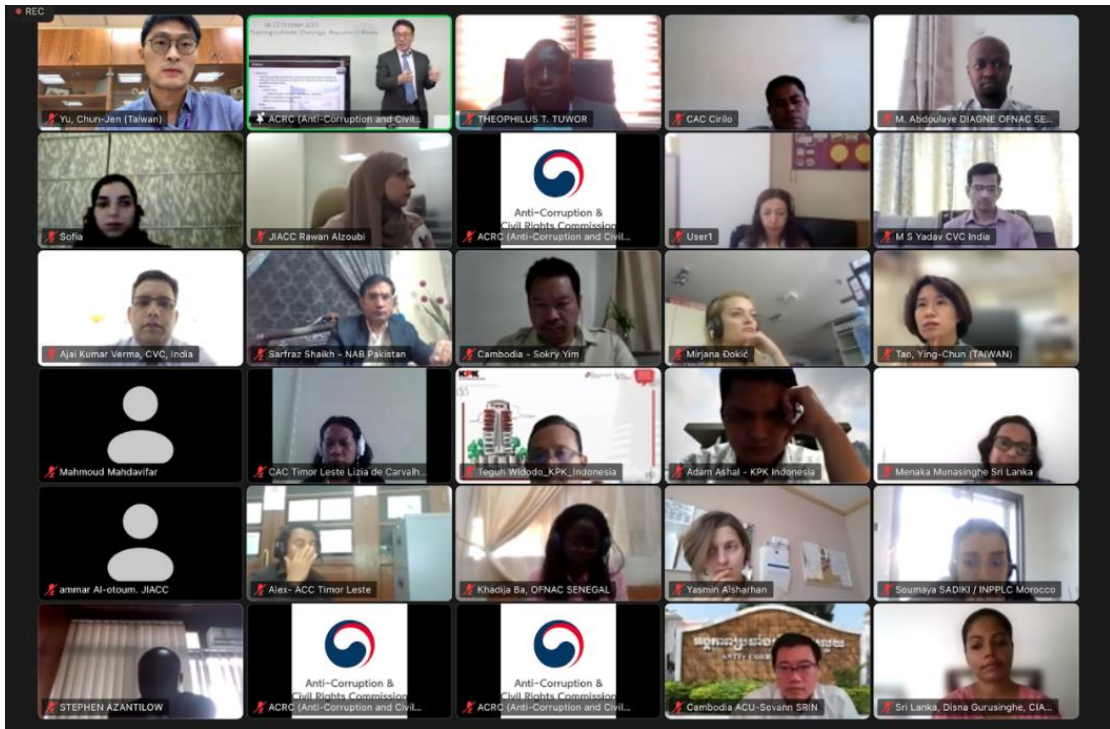 REC
Yu, Chun-Jen (Taiwan)
ACRC (Anti-Corruption and Civil...
THEOPHILUS T. TUWOR
CAC Cirilo
M. Abdoulaye DIAGNE OFNAC SE...
Sofia
JIACC Rawan Alzoubi
Anti-Corruption &
Civil Rights Commission
ACRC (Anti-Corruption and Civil...
User1
M S Yadav CVC India
Ajai Kumar Verma, CVC, India
Sarfraz Shaikh - NAB Pakistan
Cambodia - Sokry Yim
Mirjana Đokić
Tao, Ying-Chun (TAIWAN)
Mahmoud Mahdavifar
CAC Timor Leste Lizia de Carvalh...
KPK
Teguh Widodo_KPK_Indonesia
Adam Ashal - KPK Indonesia
Menaka Munasinghe Sri Lanka
ammar Al-otoum. JIACC
Alex- ACC Timor Leste
Khadija Ba, OFNAC SENEGAL
Yasmin Alsharhan
Soumaya SADIKI / INPPLC Morocco
STEPHEN AZANTILOW
Anti-Corruption &
Civil Rights Commission
ACRC (Anti-Corruption and Civil...
Anti-Corruption &
Civil Rights Commission
ACRC (Anti-Corruption and Civil...
Cambodia ACU-Sovann SRIN
Sri Lanka, Disna Gurusinghe, CIA...